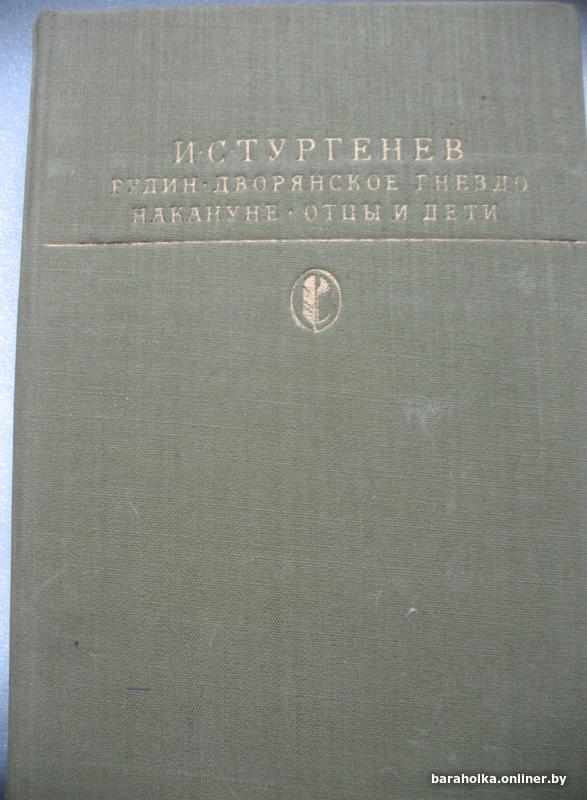 И·С ТУРГЕНЕВ
РУДИН · ДВОРЯНСКОЕ ГНЕЗДО
НАКАНУНЕ · ОТЦЫ И ДЕТИ
baraholka.onliner.by